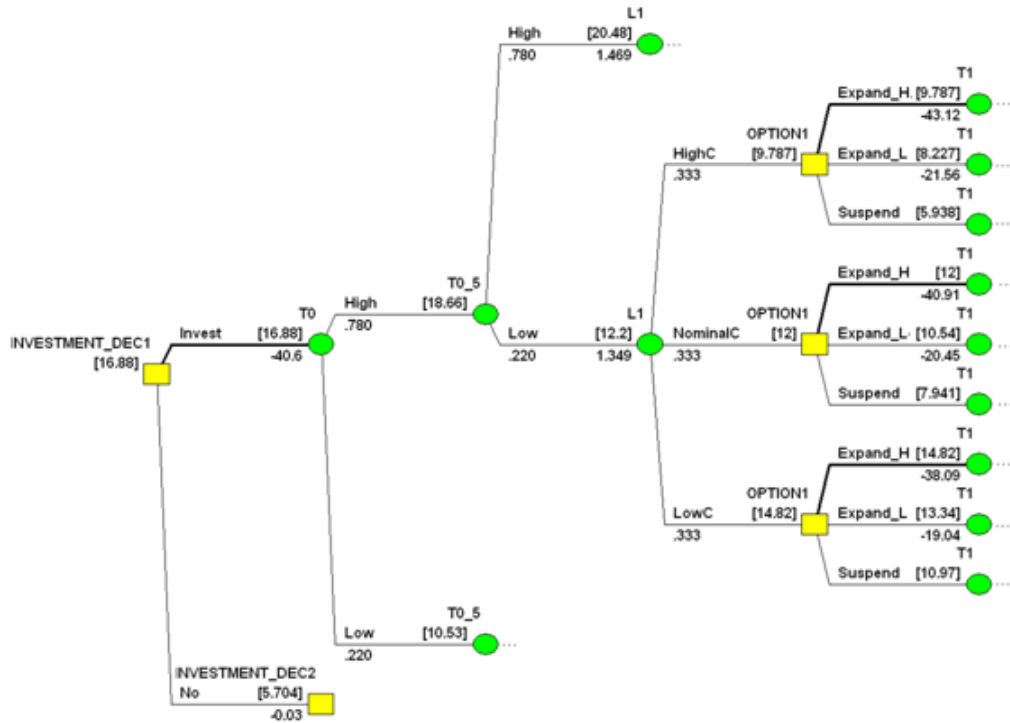 L1
High [20.48] ...
.780 1.469
T1
Expand_H. [9.787] ...
-43.12
OPTION1 T1
HighC [9.787] Expand_L [8.227] ...
.333 -21.56
T1
Suspend [5.938] ...
T1
T0_5 Expand_H [12] ...
T0 High [18.66] -40.91
.780 L1 OPTION1 T1
INVESTMENT_DEC1 Invest [16.88] Low [12.2] NominalC [12] Expand_L- [10.54] ...
[16.88] -40.6 .220 1.349 .333 -20.45
T1
Suspend [7.941] ...
T1
Expand_H [14.82] ...
-38.09
OPTION1 T1
LowC [14.82] Expand_L [13.34] ...
.333 -19.04
T1
Suspend [10.97] ...
T0_5
Low [10.53] ...
.220
INVESTMENT_DEC2
No [5.704]
-0.03